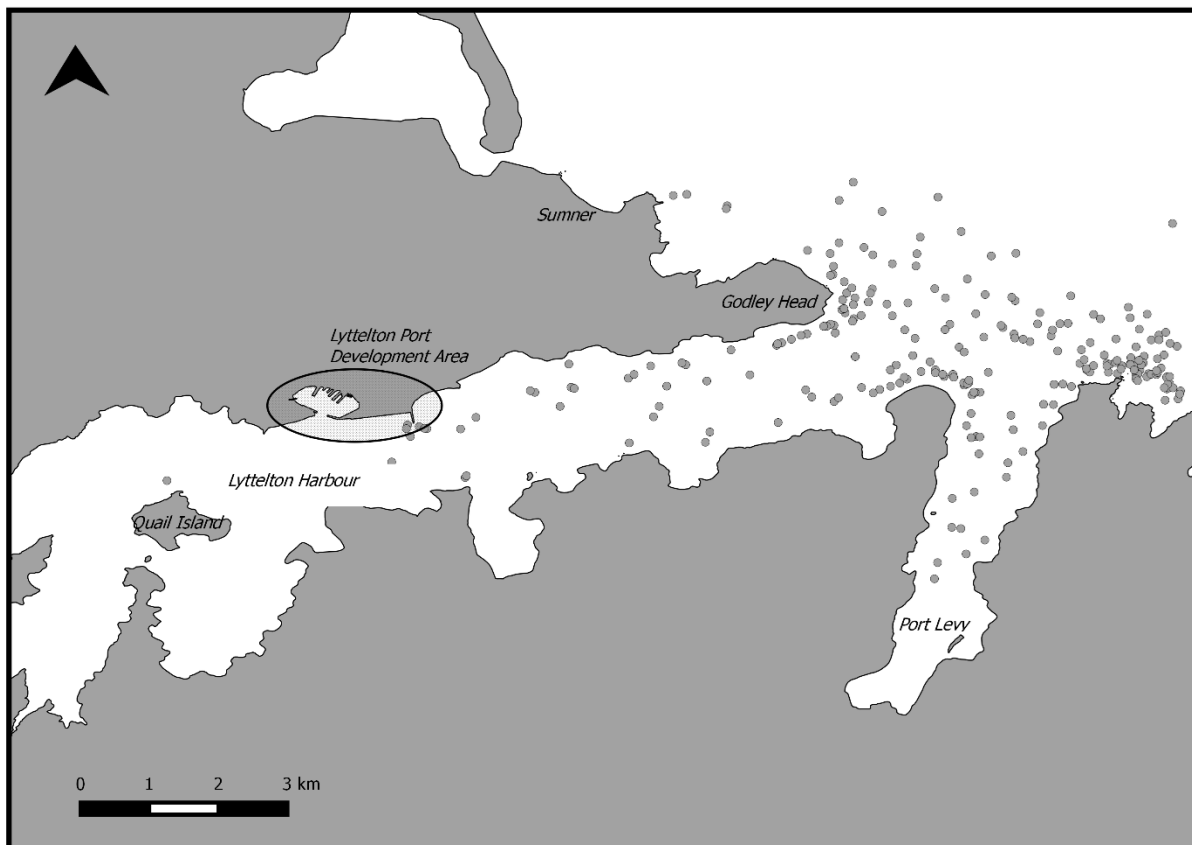 Sumner
Godley Head
Lyttelton Port
Development Area
Lyttelton Harbour
Quail Island
Port Levy
0 1 2 3 km